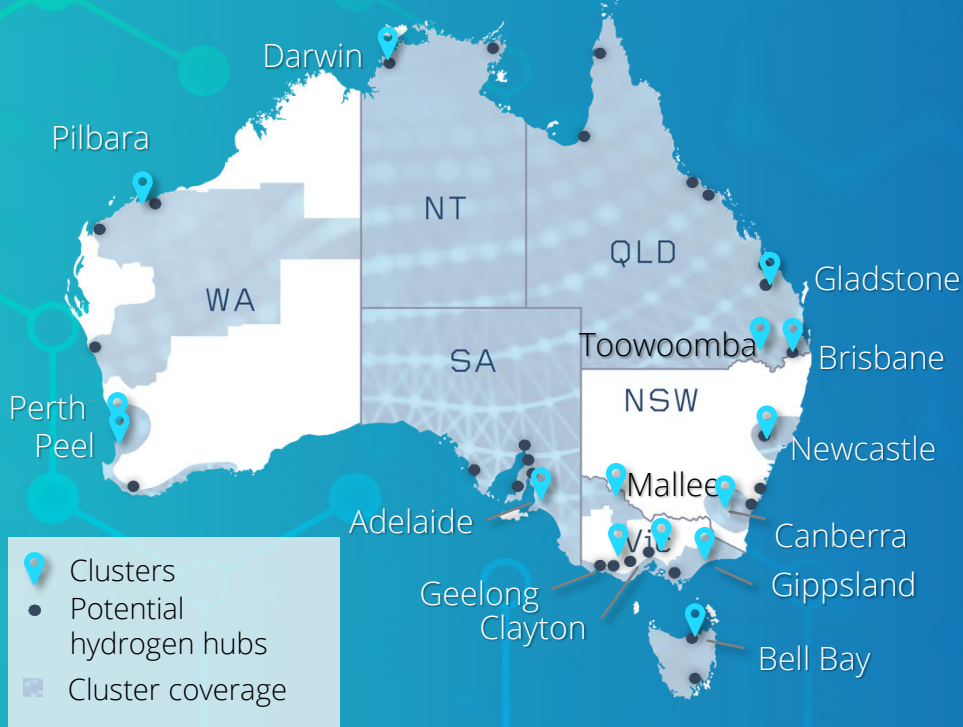 Darwin
Pilbara
NT
QLD
Gladstone
WA
Toowoomba
Brisbane
SA
NSW
Perth
Peel
Newcastle
Mallee
Adelaide
Canberra
Vic
Geelong
Gippsland
Clayton
Bell Bay
Clusters
Potential
hydrogen hubs
Cluster coverage